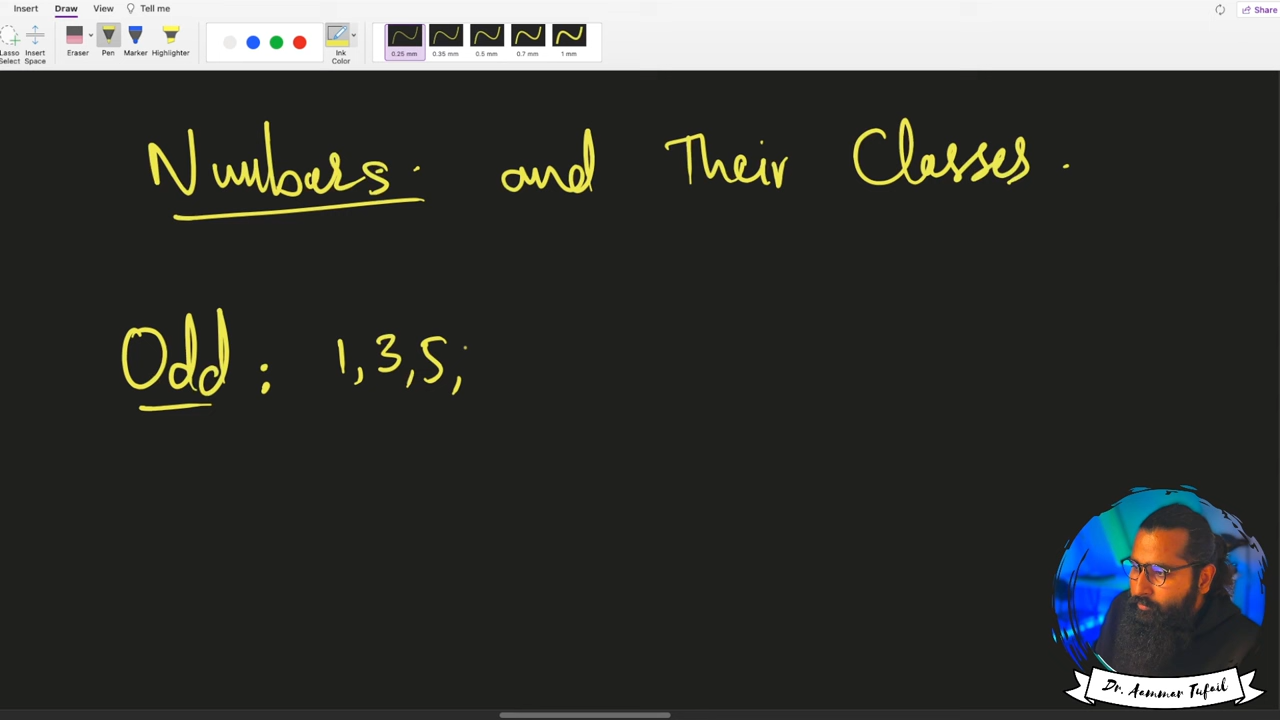 Insert Draw View Tell me
Share
Lasso Select Insert Space Eraser Pen Marker Highlighter Ink Color 0.25 mm 0.35 mm 0.5 mm 0.7 mm 1 mm
Numbers. and Their Classes.
Odd : 1, 3, 5,
Dr. Aammar Tufail